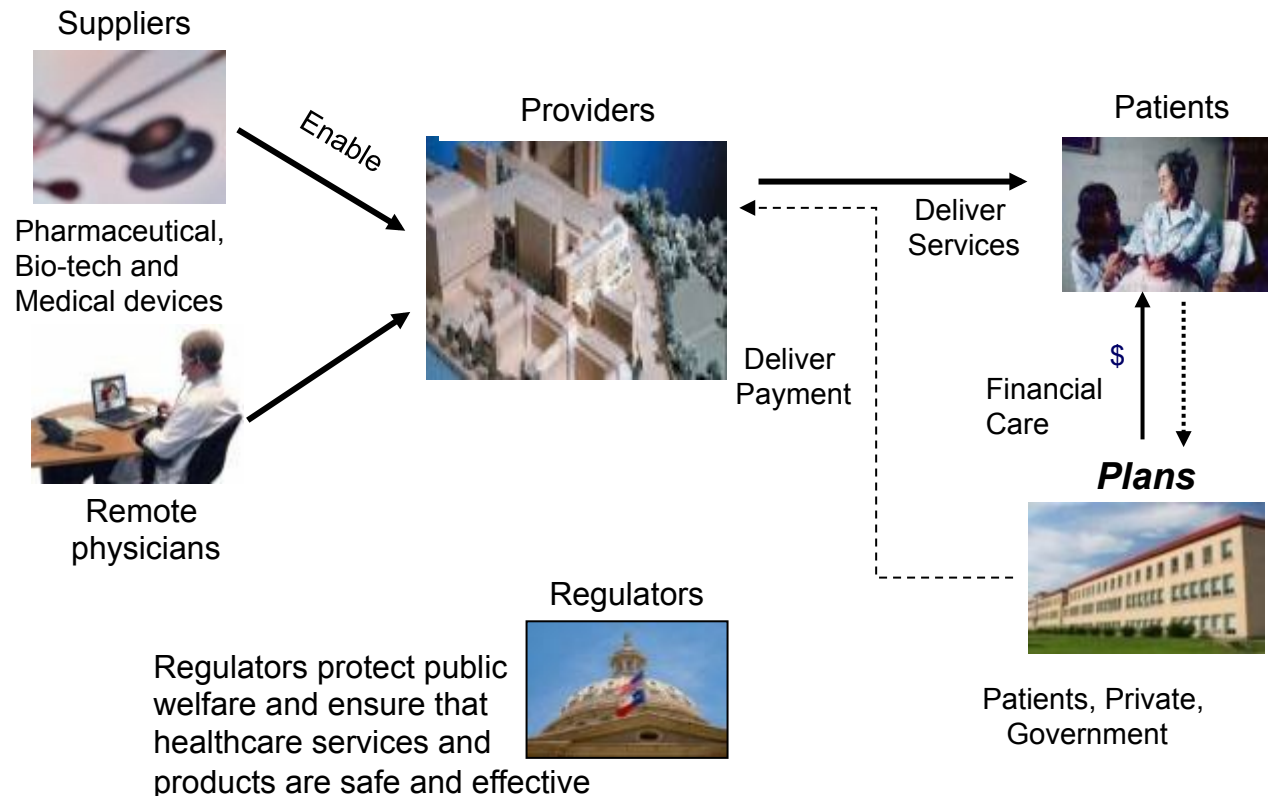 Suppliers
Enable
Pharmaceutical,
Bio-tech and
Medical devices
Remote
physicians
Providers
Deliver
Services
Deliver
Payment
Patients
$
Financial
Care
Plans
Patients, Private,
Government
Regulators
Regulators protect public
welfare and ensure that
healthcare services and
products are safe and effective